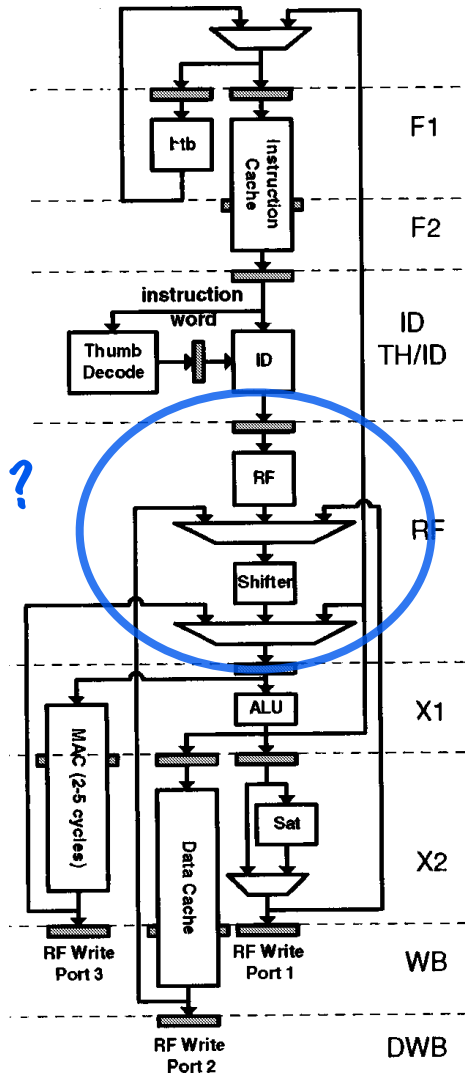 F1
btb
Instruction
Cache
F2
instruction
word
ID
TH/ID
Thumb
Decode
ID
?
RF
RF
Shifter
ALU
X1
MAC (2-5 cycles)
Data Cache
Sat
X2
RF Write
Port 3
RF Write
Port 1
WB
RF Write
Port 2
DWB